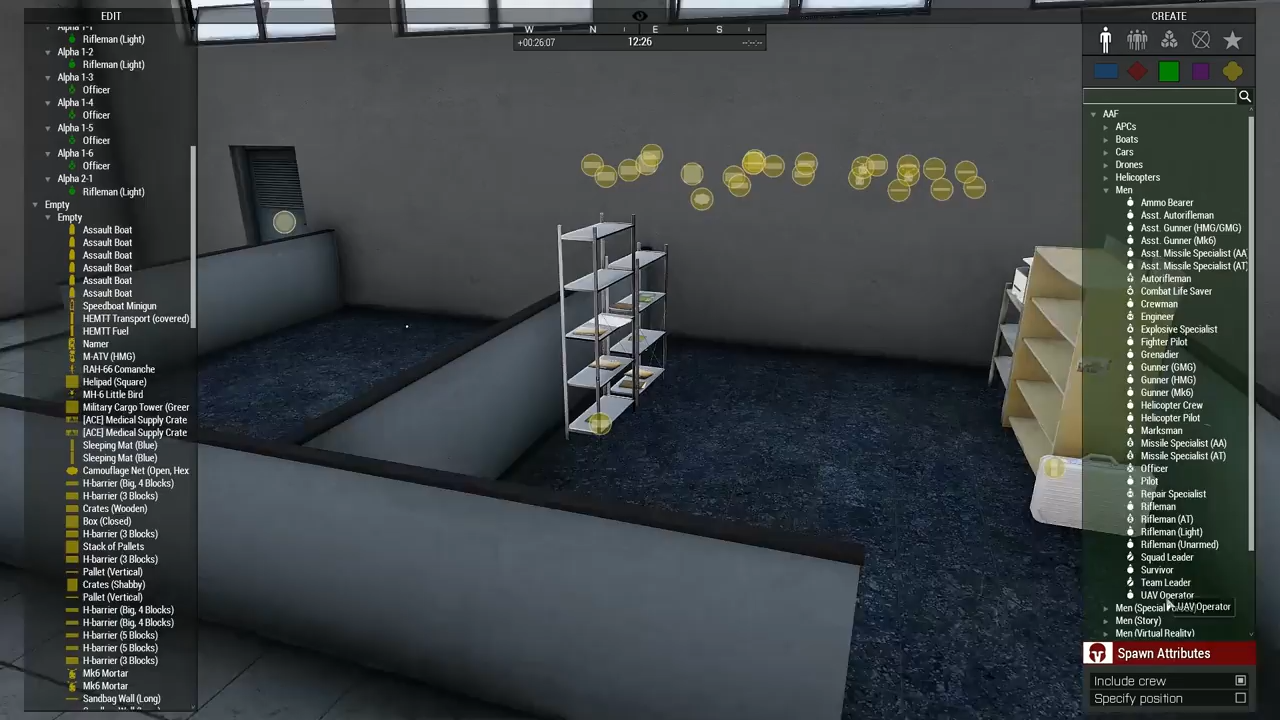 EDIT
Alpha 1-1
Rifleman (Light)
Alpha 1-2
Rifleman (Light)
Alpha 1-3
Officer
Alpha 1-4
Officer
Alpha 1-5
Officer
Alpha 1-6
Officer
Alpha 2-1
Rifleman (Light)
Empty
Empty
Assault Boat
Assault Boat
Assault Boat
Assault Boat
Assault Boat
Assault Boat
Speedboat Minigun
HEMTT Transport (covered)
HEMTT Fuel
Namer
M-ATV (HMG)
RAH-66 Comanche
Helipad (Square)
MH-6 Little Bird
Military Cargo Tower (Greer
[ACE] Medical Supply Crate
[ACE] Medical Supply Crate
Sleeping Mat (Blue)
Sleeping Mat (Blue)
Camouflage Net (Open, Hex
H-barrier (Big, 4 Blocks)
H-barrier (3 Blocks)
Crates (Wooden)
Box (Closed)
H-barrier (3 Blocks)
Stack of Pallets
H-barrier (3 Blocks)
Pallet (Vertical)
Crates (Shabby)
Pallet (Vertical)
H-barrier (Big, 4 Blocks)
H-barrier (Big, 4 Blocks)
H-barrier (5 Blocks)
H-barrier (5 Blocks)
H-barrier (3 Blocks)
Mk6 Mortar
Mk6 Mortar
Sandbag Wall (Long)
W N E S
+00:26:07 12:26 --:--:--
CREATE
AAF
APCs
Boats
Cars
Drones
Helicopters
Men
Ammo Bearer
Asst. Autorifleman
Asst. Gunner (HMG/GMG)
Asst. Gunner (Mk6)
Asst. Missile Specialist (AA)
Asst. Missile Specialist (AT)
Autorifleman
Combat Life Saver
Crewman
Engineer
Explosive Specialist
Fighter Pilot
Grenadier
Gunner (GMG)
Gunner (HMG)
Gunner (Mk6)
Helicopter Crew
Helicopter Pilot
Marksman
Missile Specialist (AA)
Missile Specialist (AT)
Officer
Pilot
Repair Specialist
Rifleman
Rifleman (AT)
Rifleman (Light)
Rifleman (Unarmed)
Squad Leader
Survivor
Team Leader
UAV Operator
Men (Special
UAV Operator
Men (Story)
Men (Virtual Reality)
Spawn Attributes
Include crew
Specify position